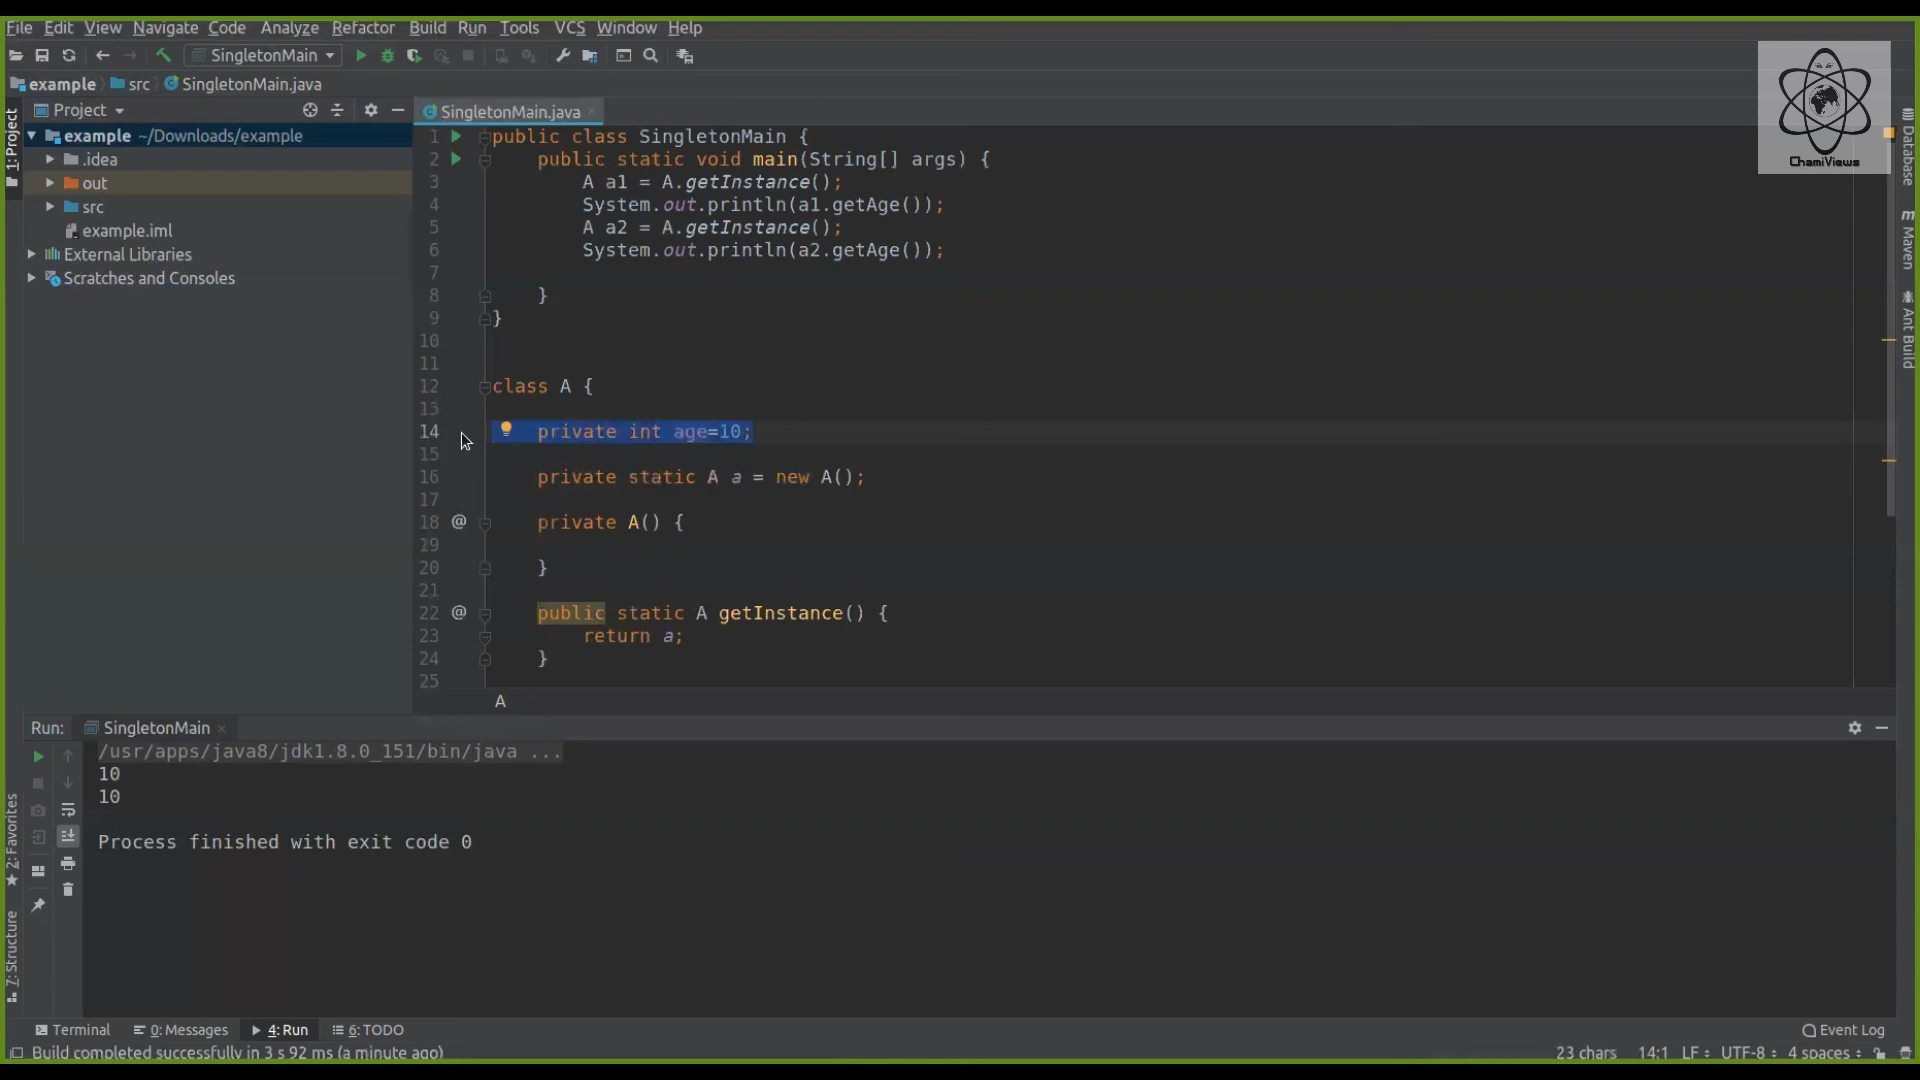 File Edit View Navigate Code Analyze Refactor Build Run Tools VCS Window Help
SingletonMain
example src SingletonMain.java
Project
SingletonMain.java
1: Project
example ~/Downloads/example
.idea
out
src
example.iml
External Libraries
Scratches and Consoles
1 public class SingletonMain {
2 public static void main(String[] args) {
3 A a1 = A.getInstance();
4 System.out.println(a1.getAge());
5 A a2 = A.getInstance();
6 System.out.println(a2.getAge());
7
8 }
9 }
10
11
12 class A {
13
14 private int age=10;
15
16 private static A a = new A();
17
18 @ private A() {
19
20 }
21
22 @ public static A getInstance() {
23 return a;
24 }
25
A
ChamiViews
Database
m Maven
Ant Build
Run: SingletonMain
/usr/apps/java8/jdk1.8.0_151/bin/java ...
10
10
Process finished with exit code 0
2: Favorites
7: Structure
Terminal 0: Messages 4: Run 6: TODO Event Log
Build completed successfully in 3 s 92 ms (a minute ago) 23 chars 14:1 LF UTF-8 4 spaces